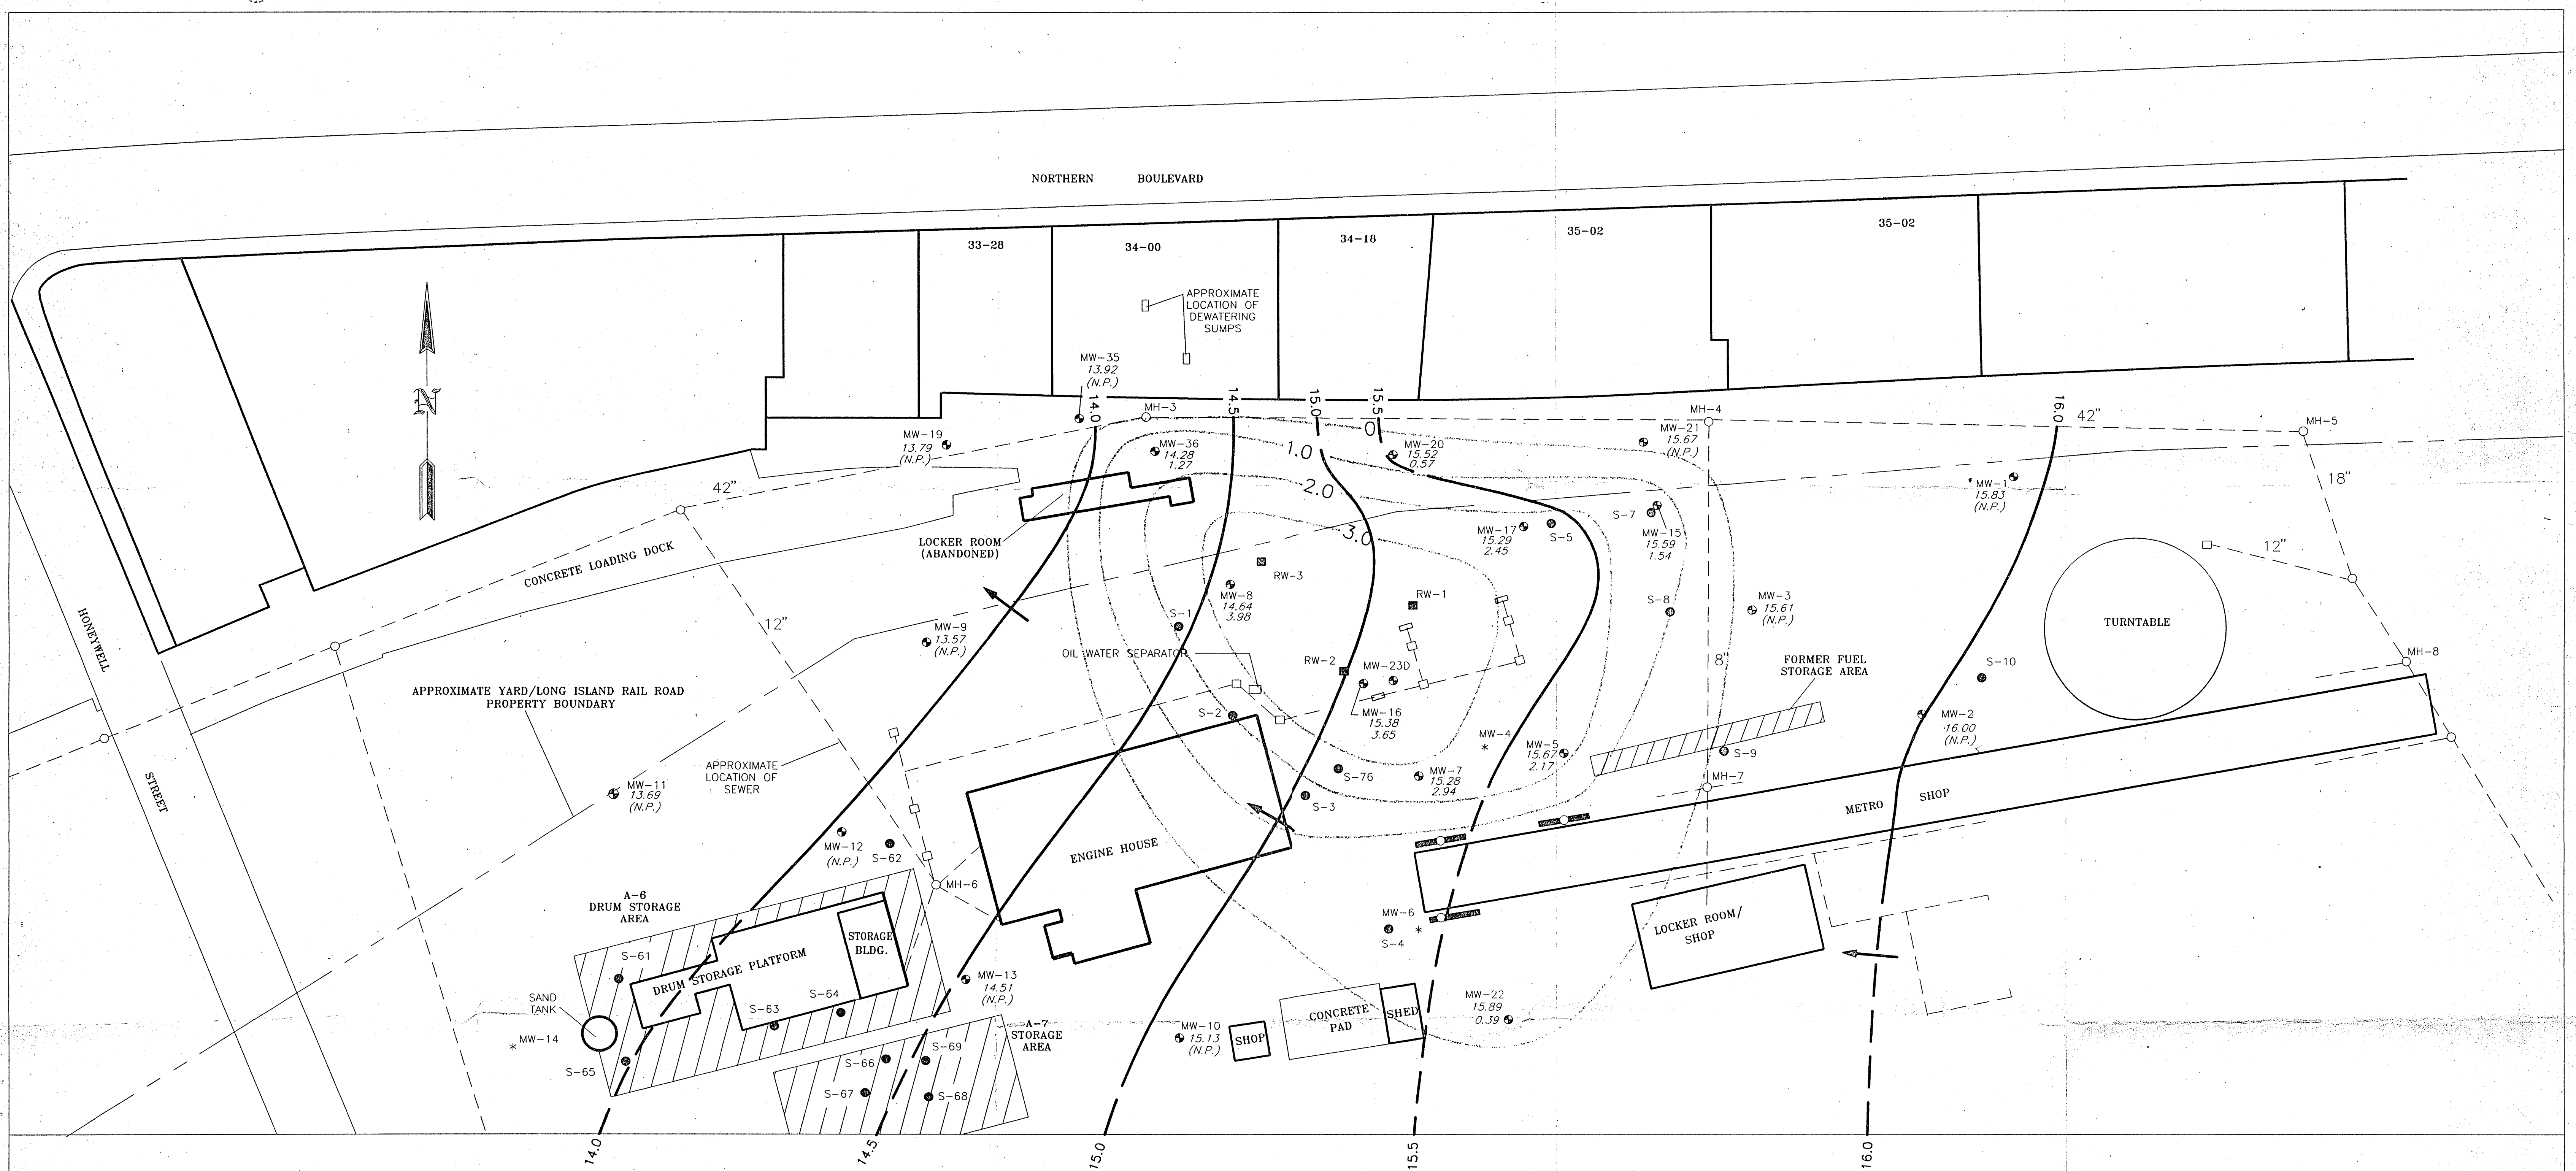 NORTHERN BOULEVARD
33-28
34-00
34-18
35-02
35-02
APPROXIMATE
LOCATION OF
DEWATERING
SUMPS
N
MW-35
13.92
(N.P.)
14.0
MH-3
14.5
15.0
15.5
0
MH-4
16.0
42"
MH-5
MW-19
13.79
(N.P.)
MW-36
14.28
1.27
1.0
MW-20
15.52
0.57
MW-21
15.67
(N.P.)
42"
2.0
MW-1
15.83
(N.P.)
18"
LOCKER ROOM
(ABANDONED)
3.0
MW-17
15.29
2.45
S-5
S-7
MW-15
15.59
1.54
CONCRETE LOADING DOCK
12"
RW-3
MW-8
14.64
3.98
RW-1
S-1
S-8
MW-3
15.61
(N.P.)
TURNTABLE
HONEYWELL
STREET
12"
MW-9
13.57
(N.P.)
OIL WATER SEPARATOR
RW-2
MW-23D
8"
FORMER FUEL
STORAGE AREA
S-10
MH-8
APPROXIMATE YARD/LONG ISLAND RAIL ROAD
PROPERTY BOUNDARY
S-2
MW-16
15.38
3.65
MW-4
MW-5
15.67
2.17
S-9
MW-2
16.00
(N.P.)
APPROXIMATE
LOCATION OF
SEWER
MW-11
13.69
(N.P.)
S-76
MW-7
15.28
2.94
MH-7
S-3
METRO SHOP
MW-12
(N.P.)
S-62
ENGINE HOUSE
MH-6
A-6
DRUM STORAGE
AREA
STORAGE
BLDG.
MW-6
S-4
LOCKER ROOM/
SHOP
S-61
DRUM STORAGE PLATFORM
MW-13
14.51
(N.P.)
SAND
TANK
S-63
S-64
MW-22
15.89
0.39
CONCRETE
PAD
SHED
MW-14
A-7
STORAGE
AREA
MW-10
15.13
(N.P.)
SHOP
S-65
S-66
S-69
S-67
S-68
14.0
14.5
15.0
15.5
16.0